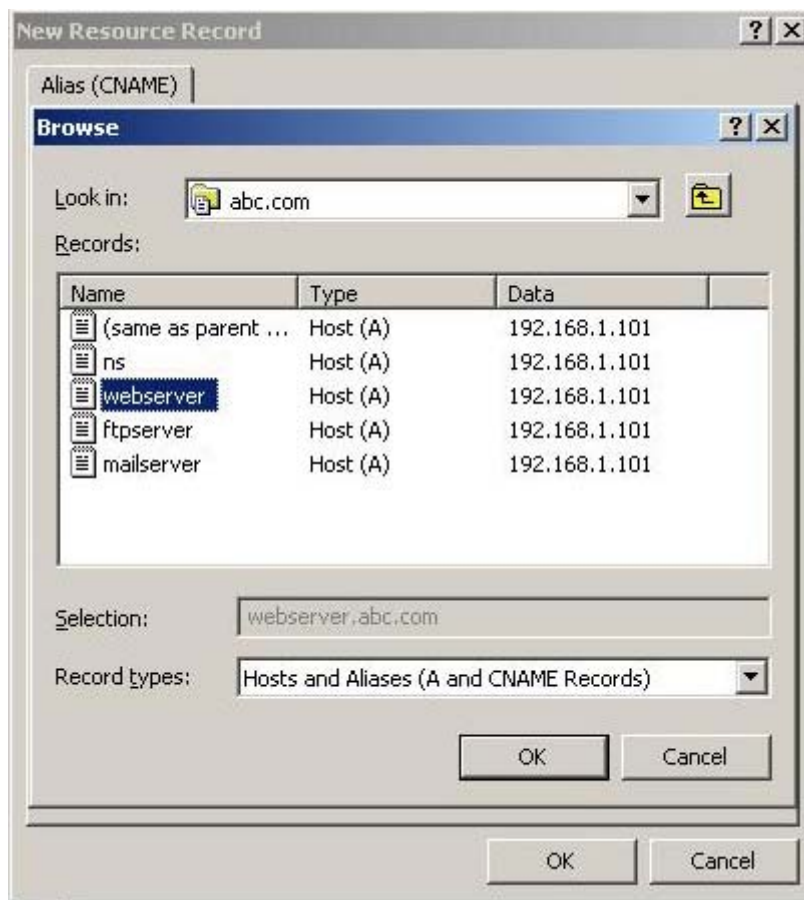 New Resource Record
Alias (CNAME)
Browse
Look in: abc.com
Records:
Name Type Data
(same as parent ... Host (A) 192.168.1.101
ns Host (A) 192.168.1.101
webserver Host (A) 192.168.1.101
ftpserver Host (A) 192.168.1.101
mailserver Host (A) 192.168.1.101
Selection: webserver.abc.com
Record types: Hosts and Aliases (A and CNAME Records)
OK Cancel
OK Cancel